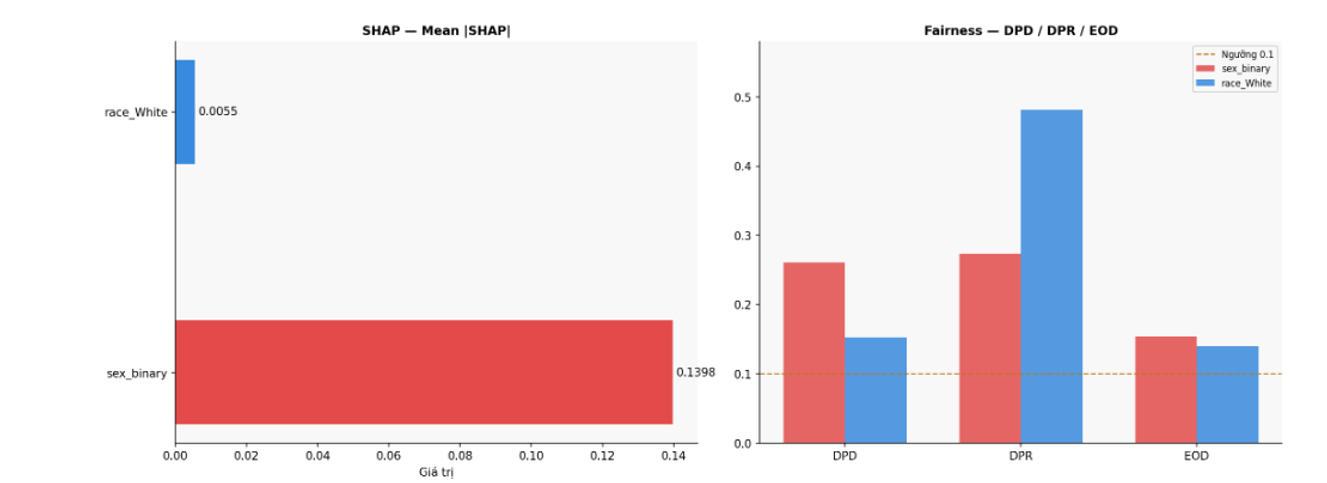 SHAP — Mean |SHAP|
race_White
0.0055
sex_binary
0.1398
0.00 0.02 0.04 0.06 0.08 0.10 0.12 0.14
Giá trị
Fairness — DPD / DPR / EOD
Ngưỡng 0.1
sex_binary
race_White
0.5
0.4
0.3
0.2
0.1
0.0
DPD DPR EOD